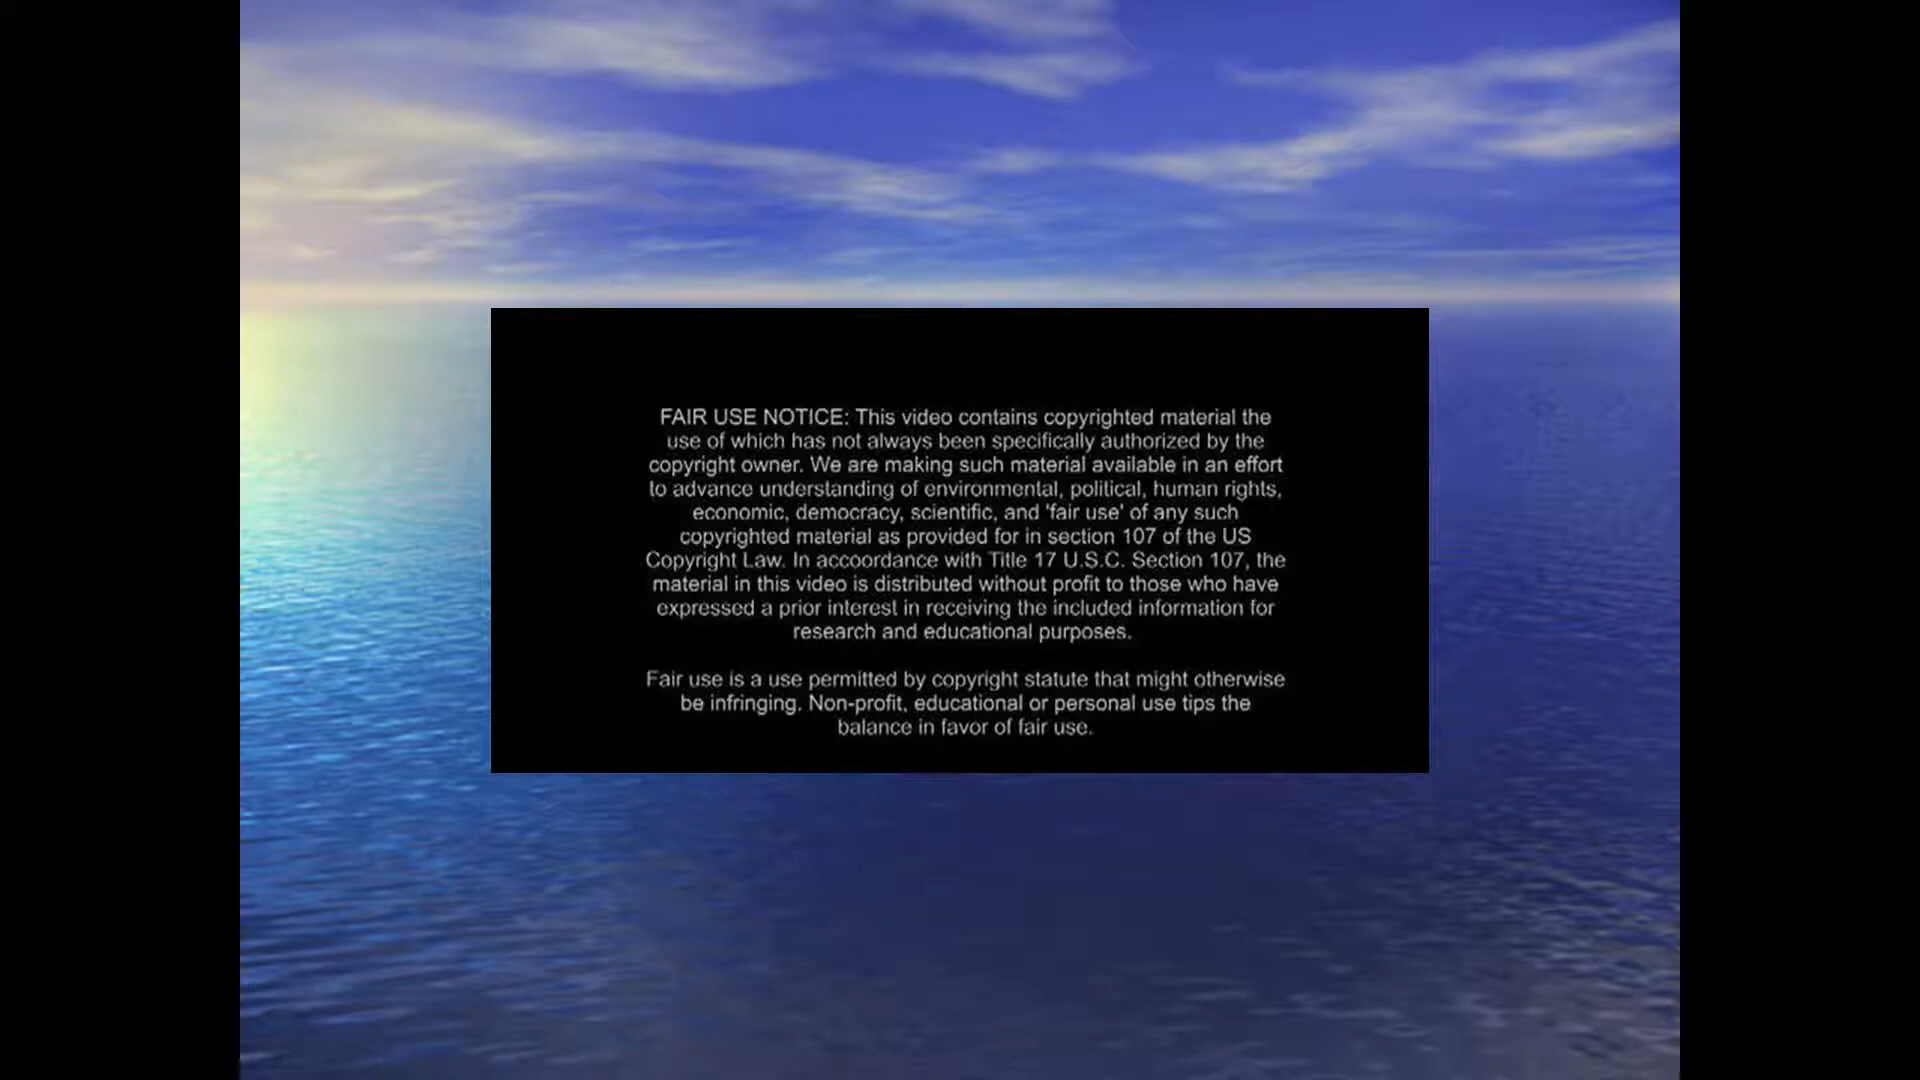 FAIR USE NOTICE: This video contains copyrighted material the
use of which has not always been specifically authorized by the
copyright owner. We are making such material available in an effort
to advance understanding of environmental, political, human rights,
economic, democracy, scientific, and 'fair use' of any such
copyrighted material as provided for in section 107 of the US
Copyright Law. In accoordance with Title 17 U.S.C. Section 107, the
material in this video is distributed without profit to those who have
expressed a prior interest in receiving the included information for
research and educational purposes.
Fair use is a use permitted by copyright statute that might otherwise
be infringing. Non-profit, educational or personal use tips the
balance in favor of fair use.